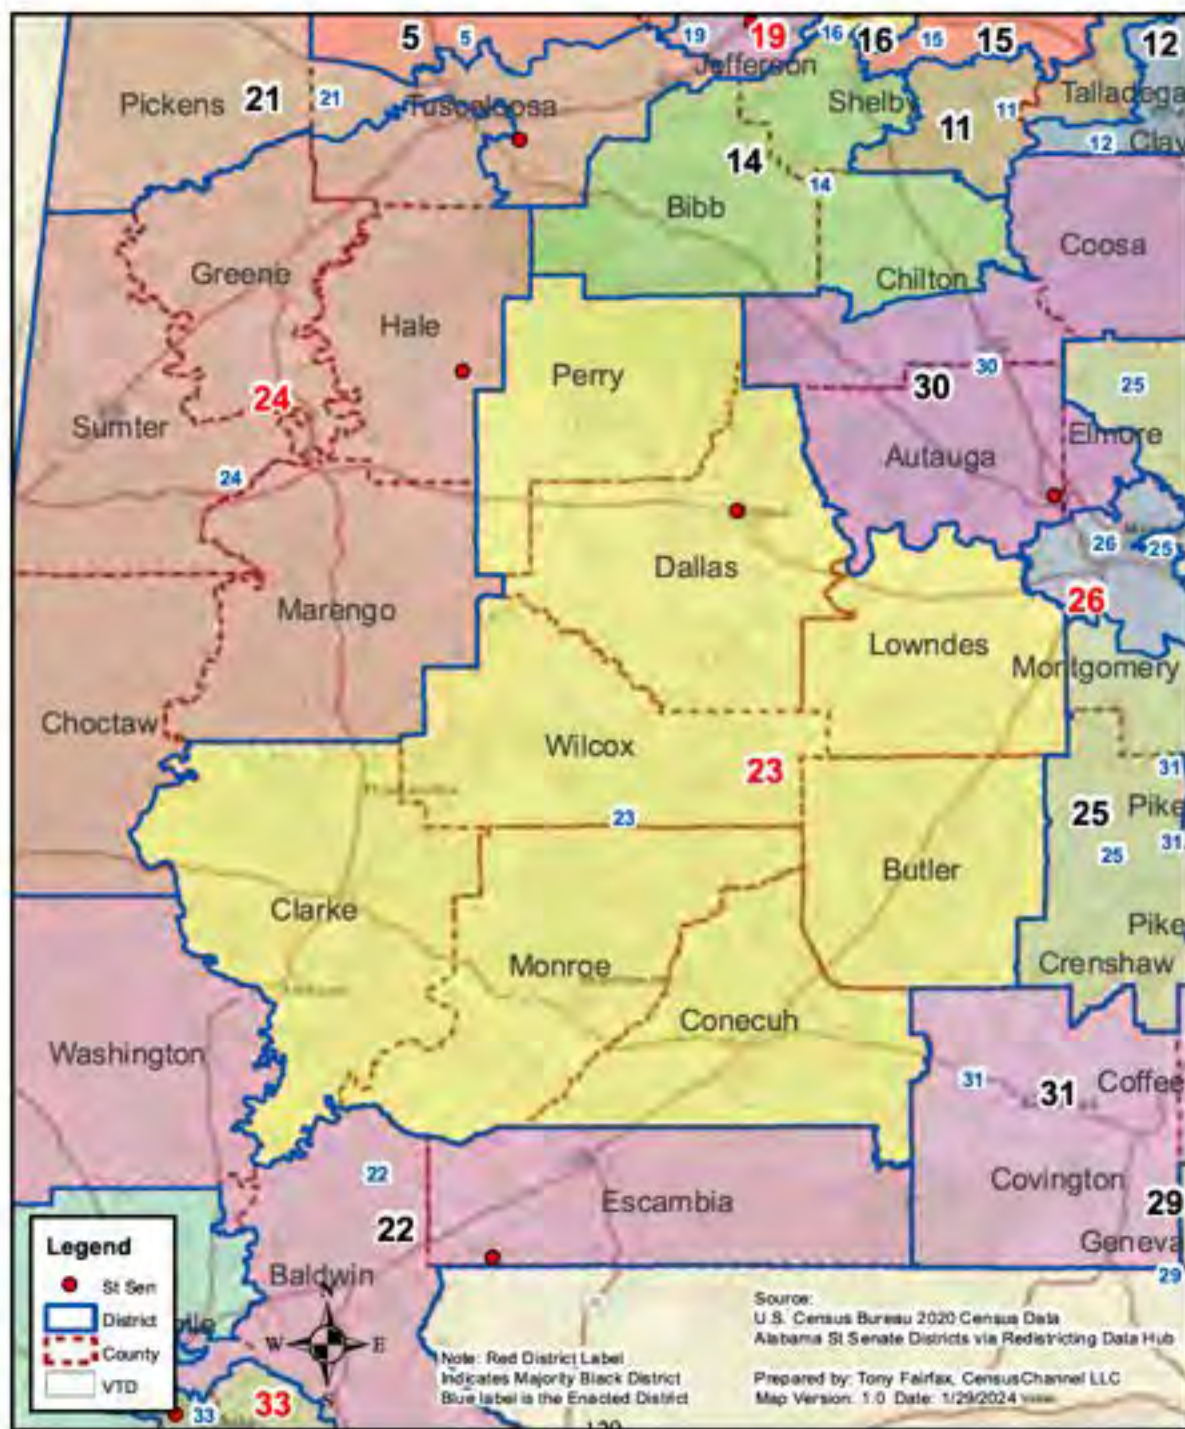 5
5
19
19
16
16
15
15
12
Jefferson
Pickens
21
21
Tuscaloosa
Shelby
11
11
Talladega
12
Clay
14
14
Bibb
Coosa
Greene
Chilton
Hale
Perry
30
30
25
24
Sumter
Elmore
Autauga
24
Dallas
26
25
26
Marengo
Lowndes
Montgomery
Choctaw
Wilcox
23
31
23
25
Pike
31
25
Butler
Clarke
Pike
Monroe
Crenshaw
Conecuh
Washington
31
31
Coffee
22
Covington
Escambia
29
22
Geneva
Baldwin
29
Legend
St Sen
District
County
VTD
N
W
E
S
33
33
Note: Red District Label
Indicates Majority Black District
Blue label is the Enacted District
Source:
U.S. Census Bureau 2020 Census Data
Alabama St Senate Districts via Redistricting Data Hub
Prepared by: Tony Fairfax, CensusChannel LLC
Map Version: 1.0 Date: 1/29/2024